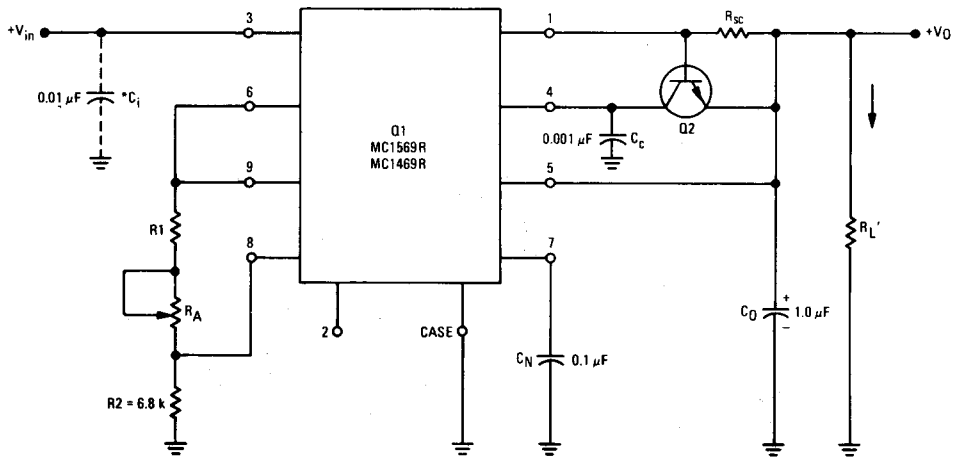 +Vin
3
0.01 μF
*Ci
6
9
R1
8
RA
R2 = 6.8 k
Q1
MC1569R
MC1469R
2
CASE
1
RSC
+VO
4
0.001 μF
Cc
Q2
5
7
CN
0.1 μF
CO
+
1.0 μF
–
RL'